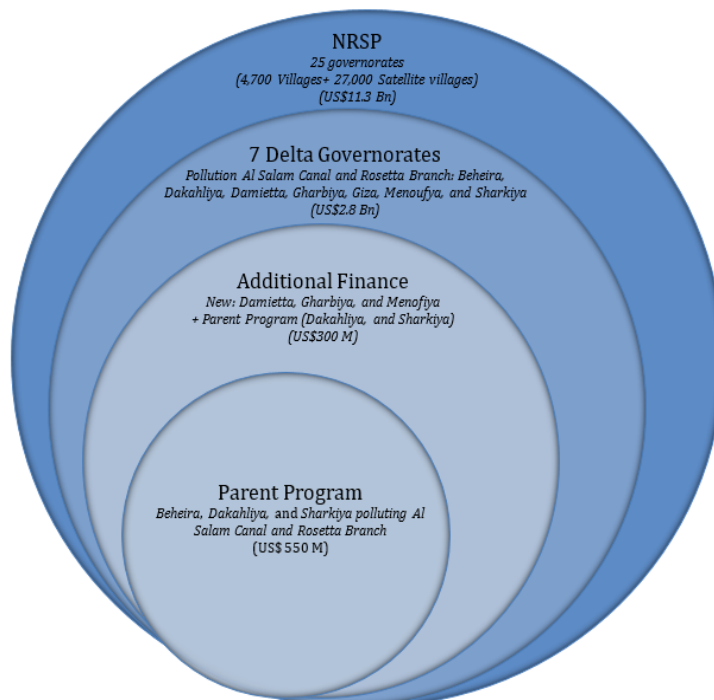 NRSP
25 governorates
(4,700 Villages+ 27,000 Satellite villages)
(US$11.3 Bn)
7 Delta Governorates
Pollution Al Salam Canal and Rosetta Branch: Beheira,
Dakahliya, Damietta, Gharbiya, Giza, Menoufya, and Sharkiya
(US$2.8 Bn)
Additional Finance
New: Damietta, Gharbiya, and Menofiya
+ Parent Program (Dakahliya, and Sharkiya)
(US$300 M)
Parent Program
Beheira, Dakahliya, and Sharkiya polluting Al
Salam Canal and Rosetta Branch
(US$ 550 M)